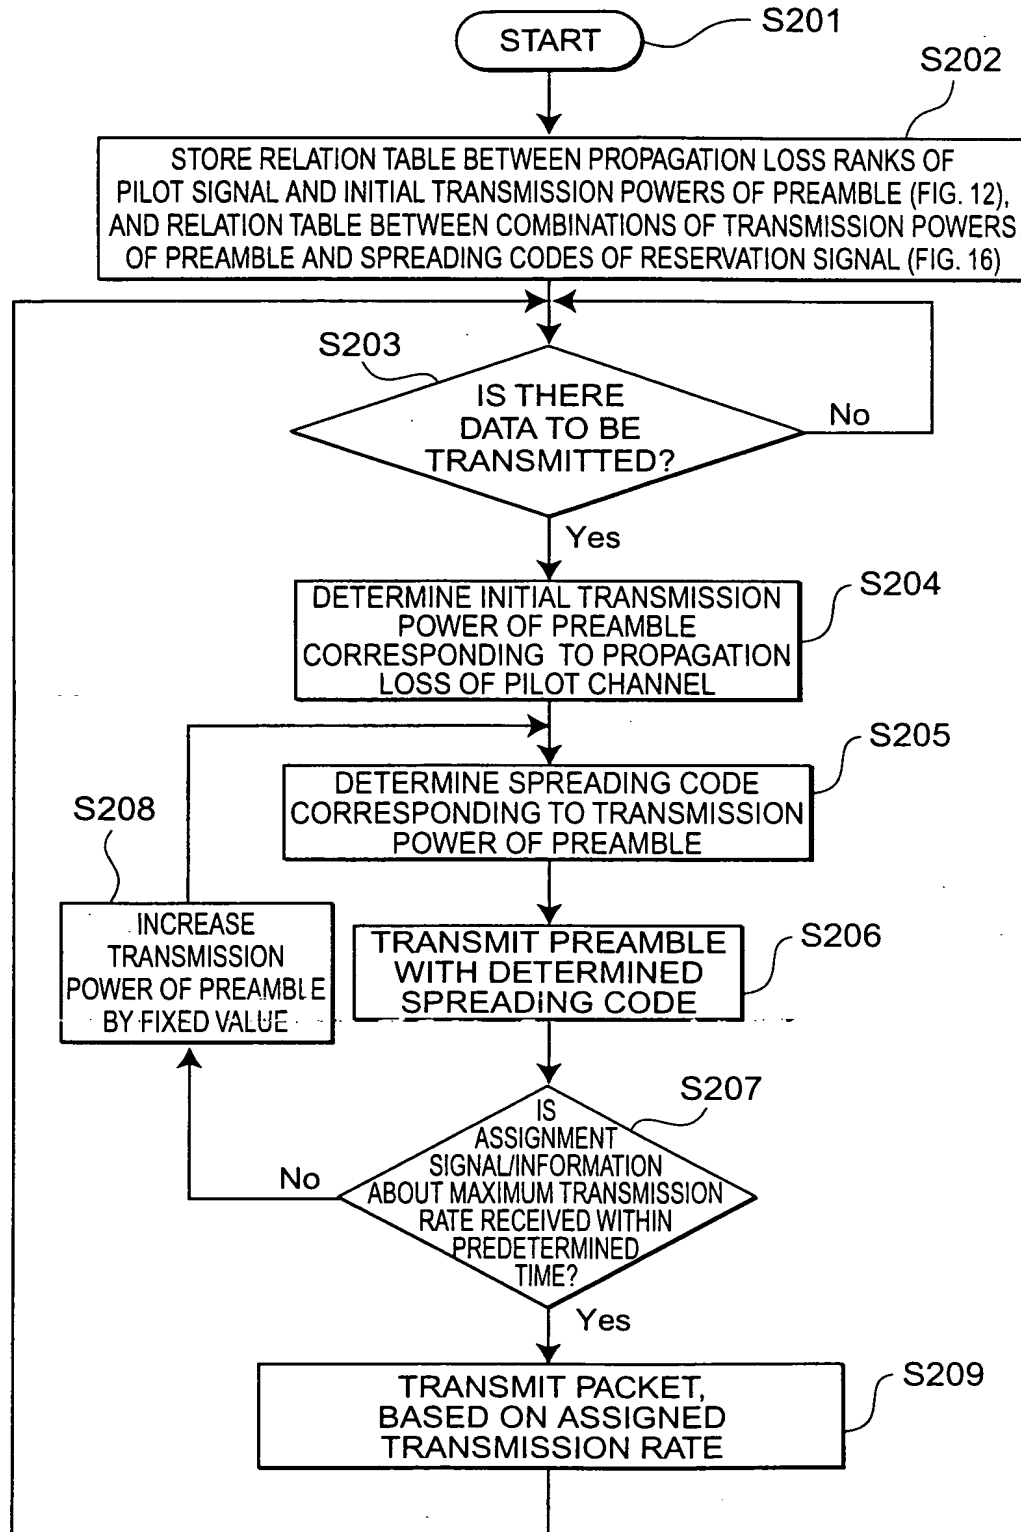 START
S201
S202
STORE RELATION TABLE BETWEEN PROPAGATION LOSS RANKS OF
PILOT SIGNAL AND INITIAL TRANSMISSION POWERS OF PREAMBLE (FIG. 12),
AND RELATION TABLE BETWEEN COMBINATIONS OF TRANSMISSION POWERS
OF PREAMBLE AND SPREADING CODES OF RESERVATION SIGNAL (FIG. 16)
S203
IS THERE
DATA TO BE
TRANSMITTED?
No
Yes
S204
DETERMINE INITIAL TRANSMISSION
POWER OF PREAMBLE
CORRESPONDING TO PROPAGATION
LOSS OF PILOT CHANNEL
S205
DETERMINE SPREADING CODE
CORRESPONDING TO TRANSMISSION
POWER OF PREAMBLE
S208
INCREASE
TRANSMISSION
POWER OF PREAMBLE
BY FIXED VALUE
S206
TRANSMIT PREAMBLE
WITH DETERMINED
SPREADING CODE
S207
IS
ASSIGNMENT
SIGNAL/INFORMATION
ABOUT MAXIMUM TRANSMISSION
RATE RECEIVED WITHIN
PREDETERMINED
TIME?
No
Yes
S209
TRANSMIT PACKET,
BASED ON ASSIGNED
TRANSMISSION RATE